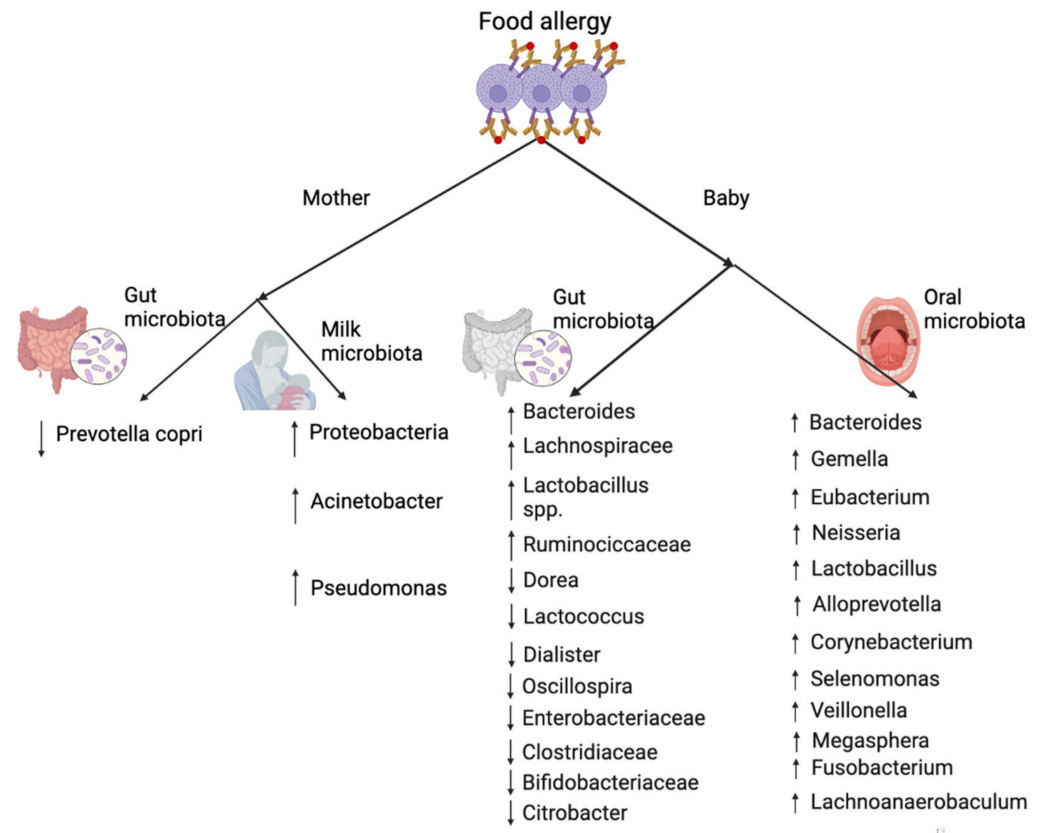 Food allergy
Mother
Baby
Gut
microbiota
Milk
microbiota
Gut
microbiota
Oral
microbiota
↓ Prevotella copri
↑ Proteobacteria
↑ Acinetobacter
↑ Pseudomonas
↑ Bacteroides
↑ Lachnospiracee
↑ Lactobacillus
spp.
↑ Ruminociccaceae
↓ Dorea
↓ Lactococcus
↓ Dialister
↓ Oscillospira
↓ Enterobacteriaceae
↓ Clostridiaceae
↓ Bifidobacteriaceae
↓ Citrobacter
↑ Bacteroides
↑ Gemella
↑ Eubacterium
↑ Neisseria
↑ Lactobacillus
↑ Alloprevotella
↑ Corynebacterium
↑ Selenomonas
↑ Veillonella
↑ Megasphera
↑ Fusobacterium
↑ Lachnoanaerobaculum